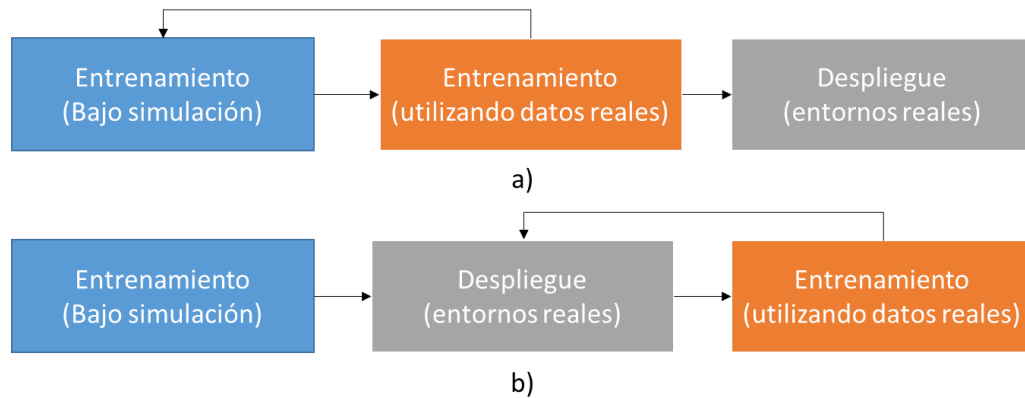 Entrenamiento
(Bajo simulación)
Entrenamiento
(utilizando datos reales)
Despliegue
(entornos reales)
a)
Entrenamiento
(Bajo simulación)
Despliegue
(entornos reales)
Entrenamiento
(utilizando datos reales)
b)